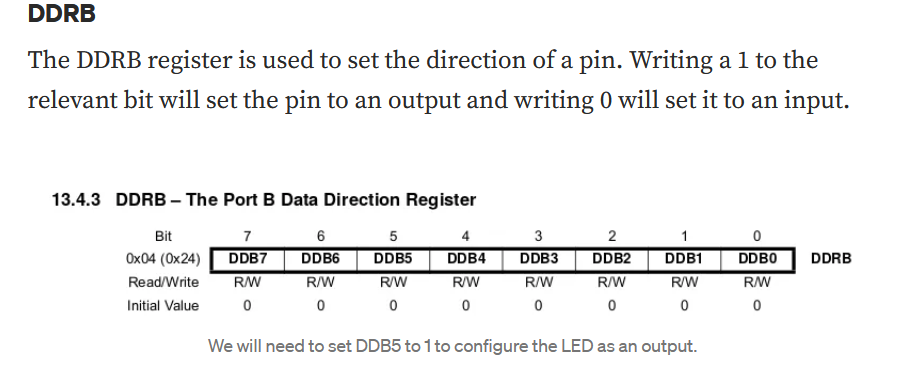 DDRB
The DDRB register is used to set the direction of a pin. Writing a 1 to the
relevant bit will set the pin to an output and writing 0 will set it to an input.
13.4.3 DDRB – The Port B Data Direction Register
Bit 7 6 5 4 3 2 1 0
0x04 (0x24) DDB7 DDB6 DDB5 DDB4 DDB3 DDB2 DDB1 DDB0 DDRB
Read/Write R/W R/W R/W R/W R/W R/W R/W R/W
Initial Value 0 0 0 0 0 0 0 0
We will need to set DDB5 to 1 to configure the LED as an output.